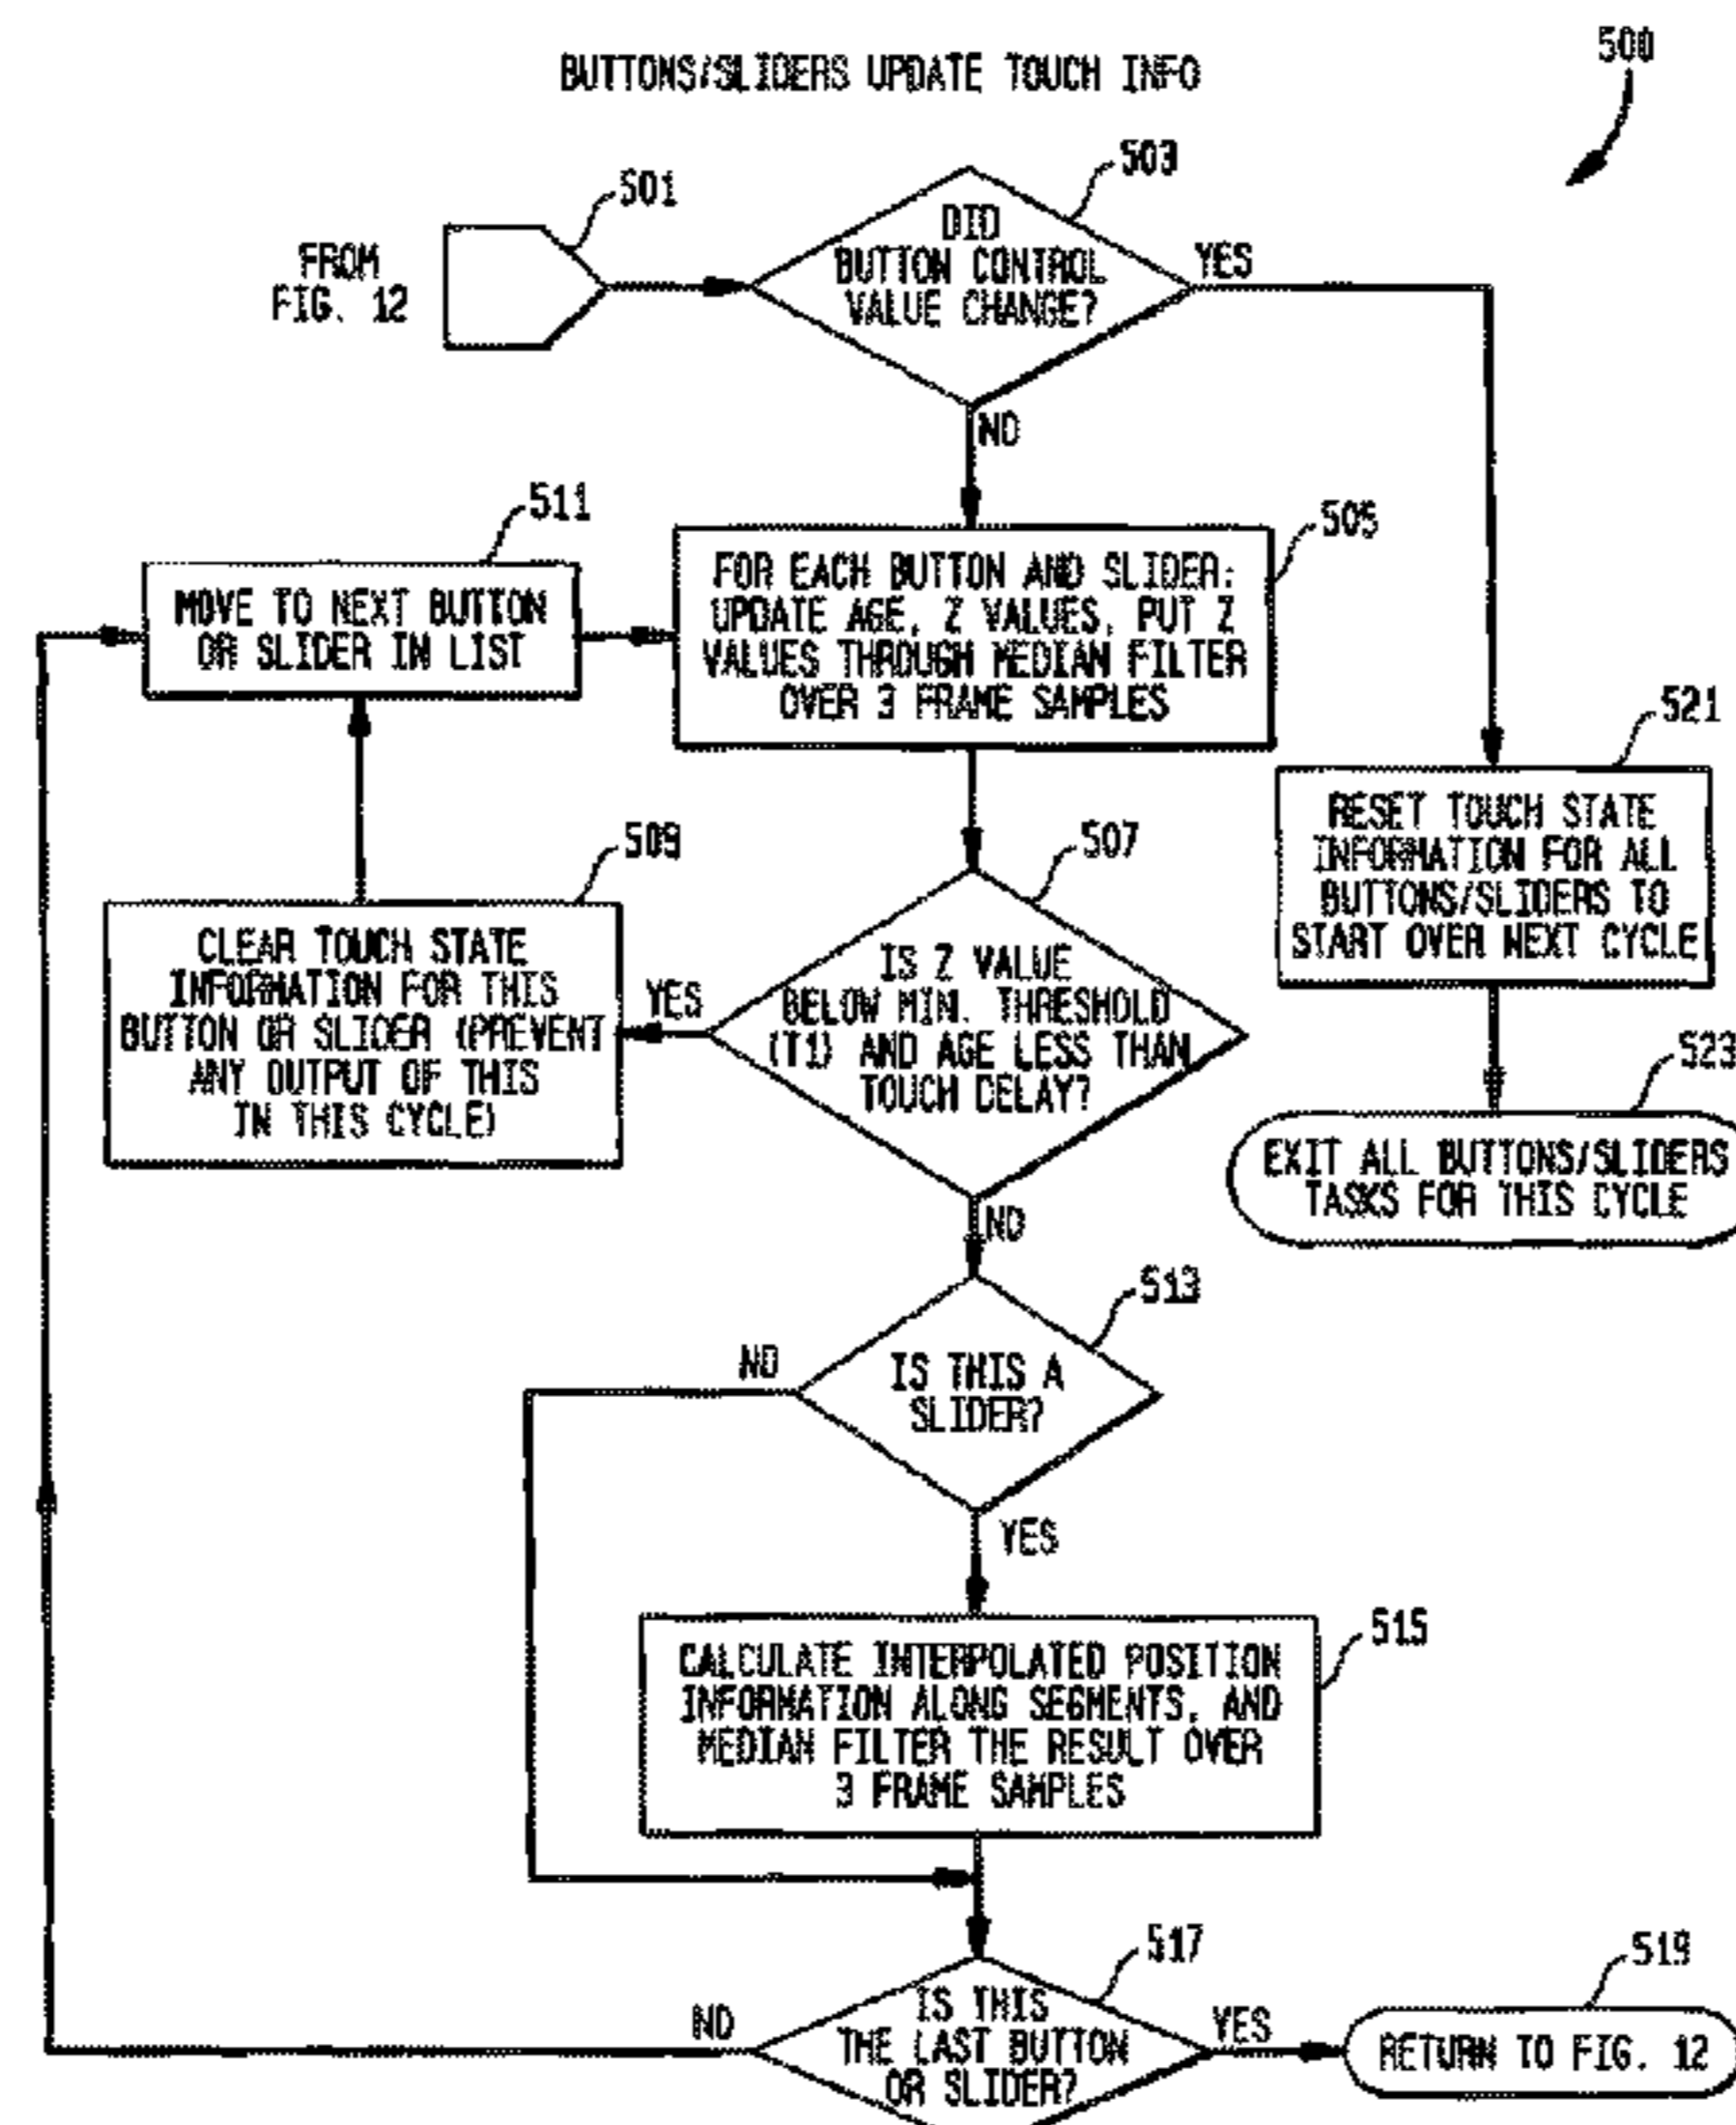 BUTTONS/SLIDERS UPDATE TOUCH INFO
500
501
FROM
FIG. 12
503
DID
BUTTON CONTROL
VALUE CHANGE?
YES
NO
511
MOVE TO NEXT BUTTON
OR SLIDER IN LIST
505
FOR EACH BUTTON AND SLIDER:
UPDATE AGE, Z VALUES, PUT Z
VALUES THROUGH MEDIAN FILTER
OVER 3 FRAME SAMPLES
521
RESET TOUCH STATE
INFORMATION FOR ALL
BUTTONS/SLIDERS TO
START OVER NEXT CYCLE
509
CLEAR TOUCH STATE
INFORMATION FOR THIS
BUTTON OR SLIDER (PREVENT
ANY OUTPUT OF THIS
IN THIS CYCLE)
YES
507
IS Z VALUE
BELOW MIN. THRESHOLD
(T1) AND AGE LESS THAN
TOUCH DELAY?
NO
523
EXIT ALL BUTTONS/SLIDERS
TASKS FOR THIS CYCLE
513
NO
IS THIS A
SLIDER?
YES
515
CALCULATE INTERPOLATED POSITION
INFORMATION ALONG SEGMENTS, AND
MEDIAN FILTER THE RESULT OVER
3 FRAME SAMPLES
517
NO
IS THIS
THE LAST BUTTON
OR SLIDER?
YES
519
RETURN TO FIG. 12